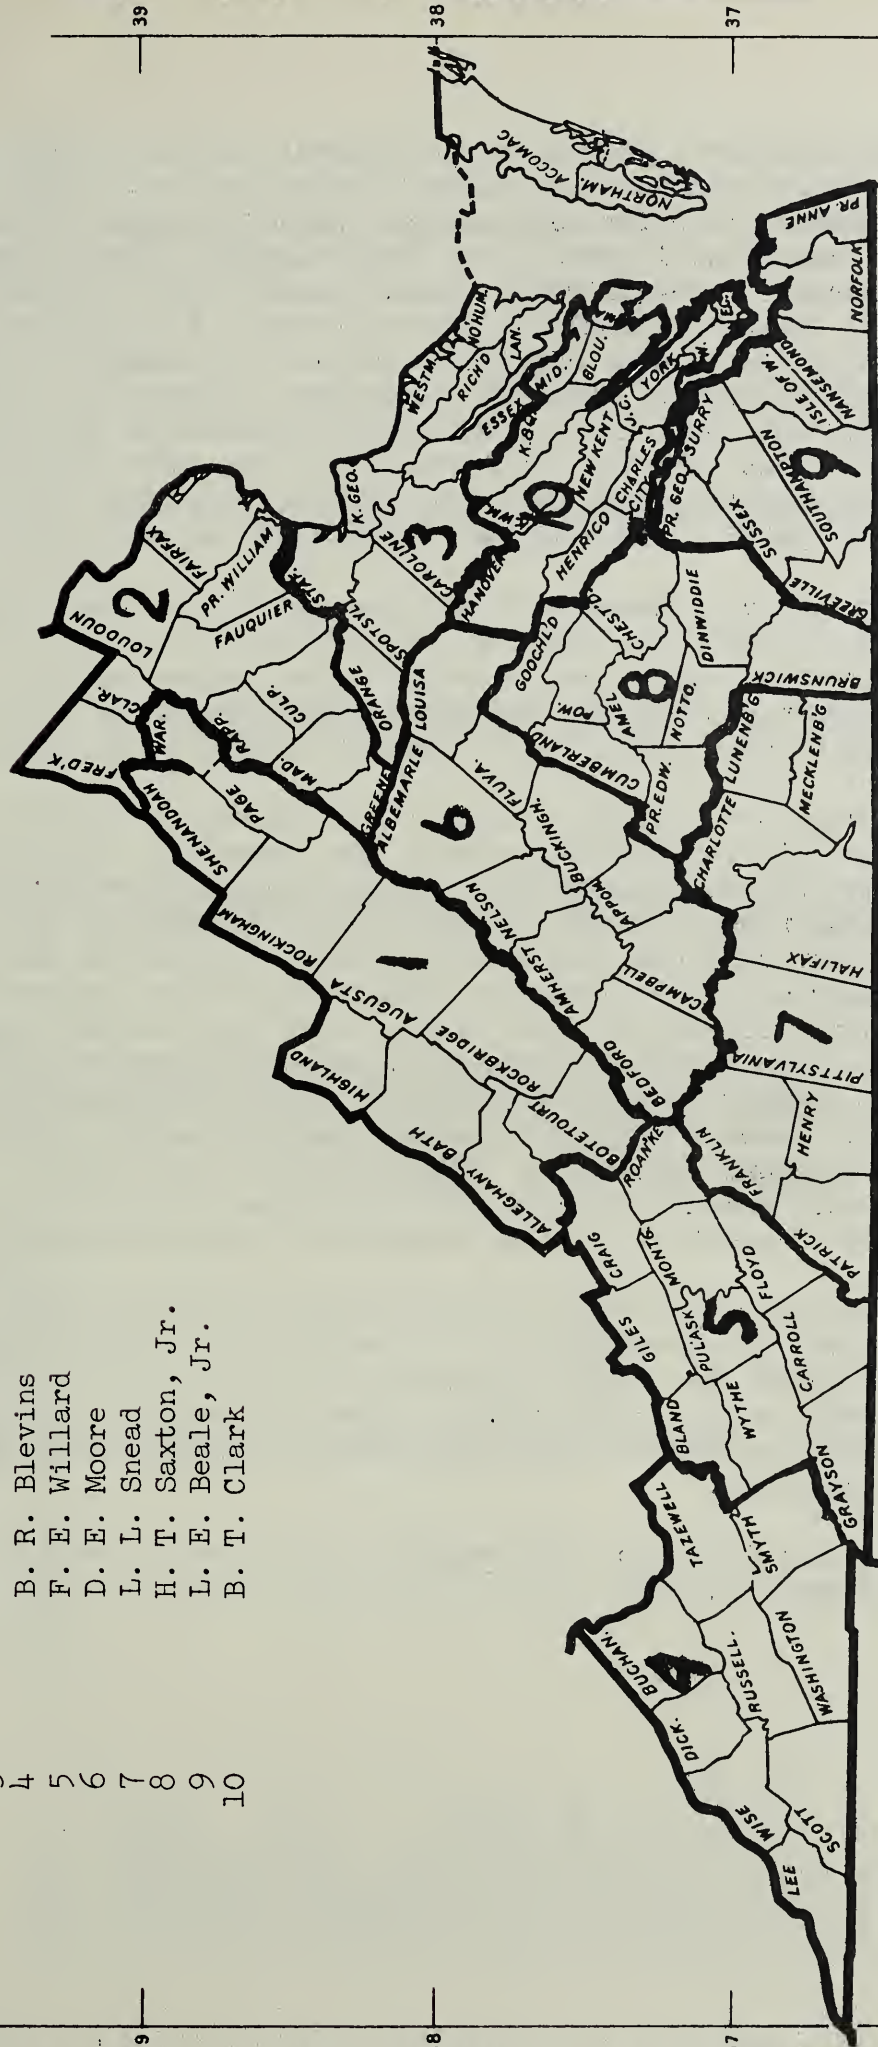 4 B. R. Blevins
5 F. E. Willard
6 D. E. Moore
7 L. L. Snead
8 H. T. Saxton, Jr.
9 L. E. Beale, Jr.
10 B. T. Clark
39
38
37
9
8
7
FRED'K
CLAR.
LOUDOUN
2
FAIRFAX
WAR.
PR. WILLIAM
FAUQUIER
SHENANDOAH
PAGE
RAPP.
CULP.
MAD.
STAF.
ROCKINGHAM
GREENE
ORANGE
SPOTSYL.
K. GEO.
WESTM.
CAROLINE
3
RICH'D
NO'HUM.
LAN.
ESSEX
HIGHLAND
AUGUSTA
1
ALBEMARLE
6
LOUISA
HANOVER
K. WM.
K.&Q.
MID.
ACCOMAC
NORTHAM.
BATH
ROCKBRIDGE
NELSON
FLUVA.
GOOCHL'D
10
HENRICO
NEW KENT
CHARLES
CITY
YORK
ALLEGHANY
BOTETOURT
AMHERST
BUCKINGH.
APPOM.
CUMBERLAND
POW.
AMEL
CHEST'D
8
PR. GEO.
SURRY
CRAIG
ROAN'KE
BEDFORD
CAMPBELL
PR. EDW.
NOTTO.
DINWIDDIE
SUSSEX
ISLE OF W.
NANSEMOND
NORFOLK
PR. ANNE
BUCHAN.
DICK.
4
TAZEWELL
BLAND
GILES
MONTG.
PULASKI
5
FLOYD
FRANKLIN
CHARLOTTE
LUNENB'G
BRUNSWICK
GREEVILLE
SOUTHAMPTON
9
LEE
WISE
SCOTT
RUSSELL.
WASHINGTON
SMYTH
WYTHE
GRAYSON
CARROLL
PATRICK
HENRY
7
PITTSYLVANIA
HALIFAX
MECKLENB'G